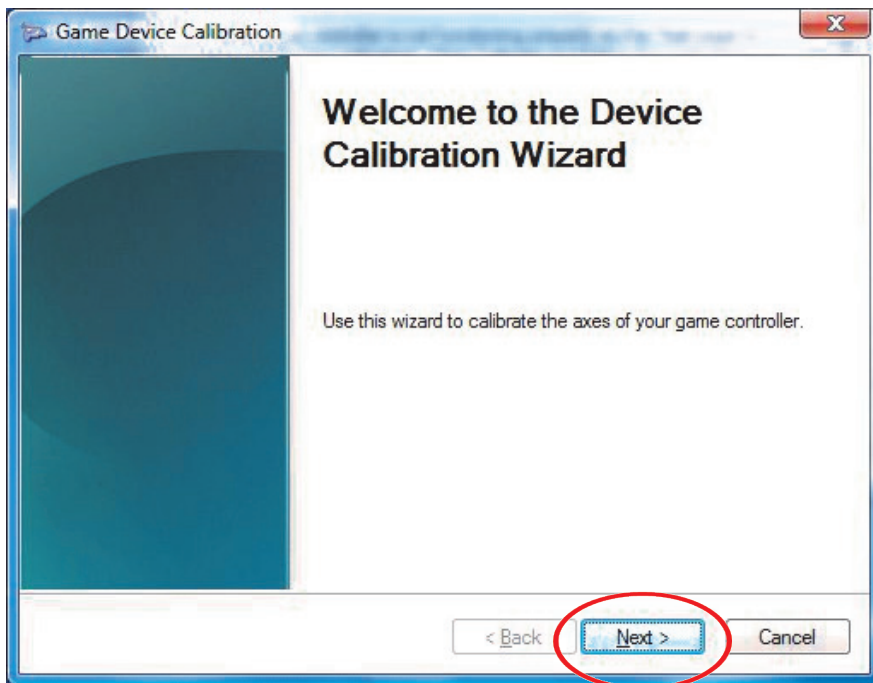 Game Device Calibration
Welcome to the Device
Calibration Wizard
Use this wizard to calibrate the axes of your game controller.
< Back
Next >
Cancel